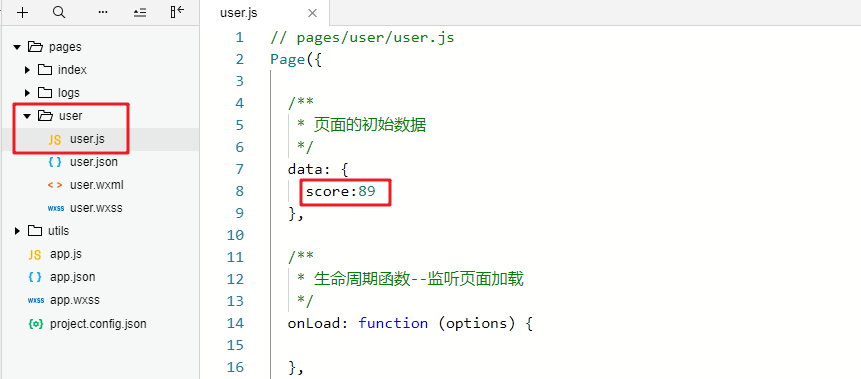 user.js
pages
index
logs
user
JS user.js
{ } user.json
< > user.wxml
wxss user.wxss
utils
JS app.js
{ } app.json
wxss app.wxss
{o} project.config.json
1 // pages/user/user.js
2 Page({
3
4 /**
5 * 页面的初始数据
6 */
7 data: {
8 score:89
9 },
10
11 /**
12 * 生命周期函数--监听页面加载
13 */
14 onLoad: function (options) {
15
16 },